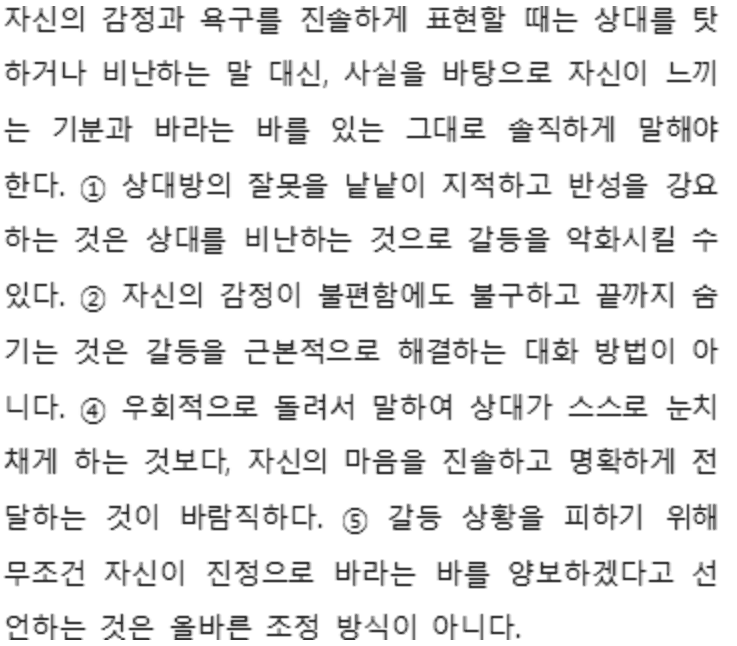 자신의 감정과 욕구를 진솔하게 표현할 때는 상대를 탓
하거나 비난하는 말 대신, 사실을 바탕으로 자신이 느끼
는 기분과 바라는 바를 있는 그대로 솔직하게 말해야
한다. ① 상대방의 잘못을 낱낱이 지적하고 반성을 강요
하는 것은 상대를 비난하는 것으로 갈등을 악화시킬 수
있다. ② 자신의 감정이 불편함에도 불구하고 끝까지 숨
기는 것은 갈등을 근본적으로 해결하는 대화 방법이 아
니다. ④ 우회적으로 돌려서 말하여 상대가 스스로 눈치
채게 하는 것보다, 자신의 마음을 진솔하고 명확하게 전
달하는 것이 바람직하다. ⑤ 갈등 상황을 피하기 위해
무조건 자신이 진정으로 바라는 바를 양보하겠다고 선
언하는 것은 올바른 조정 방식이 아니다.